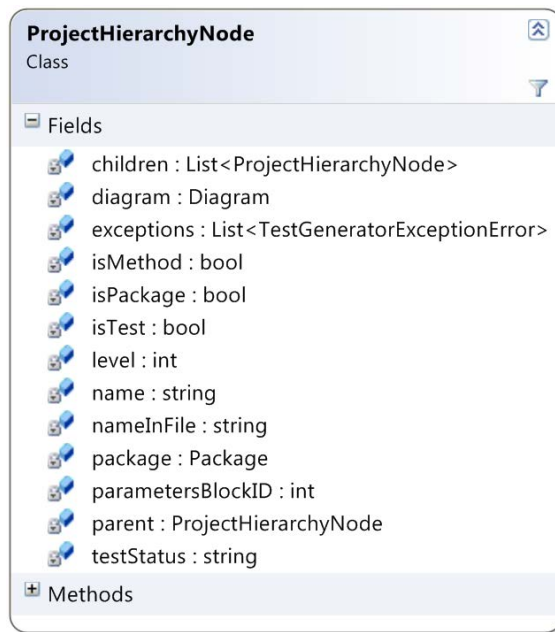 ProjectHierarchyNode
Class
Fields
children : List<ProjectHierarchyNode>
diagram : Diagram
exceptions : List<TestGeneratorExceptionError>
isMethod : bool
isPackage : bool
isTest : bool
level : int
name : string
nameInFile : string
package : Package
parametersBlockID : int
parent : ProjectHierarchyNode
testStatus : string
Methods